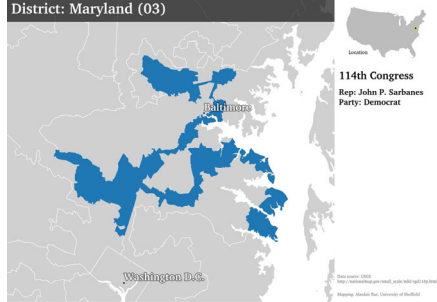 District: Maryland (03)
Location
114th Congress
Rep: John P. Sarbanes
Party: Democrat
Baltimore
Washington D.C.
Data source: USGS
Mapping: Alasdair Rae, University of Sheffield